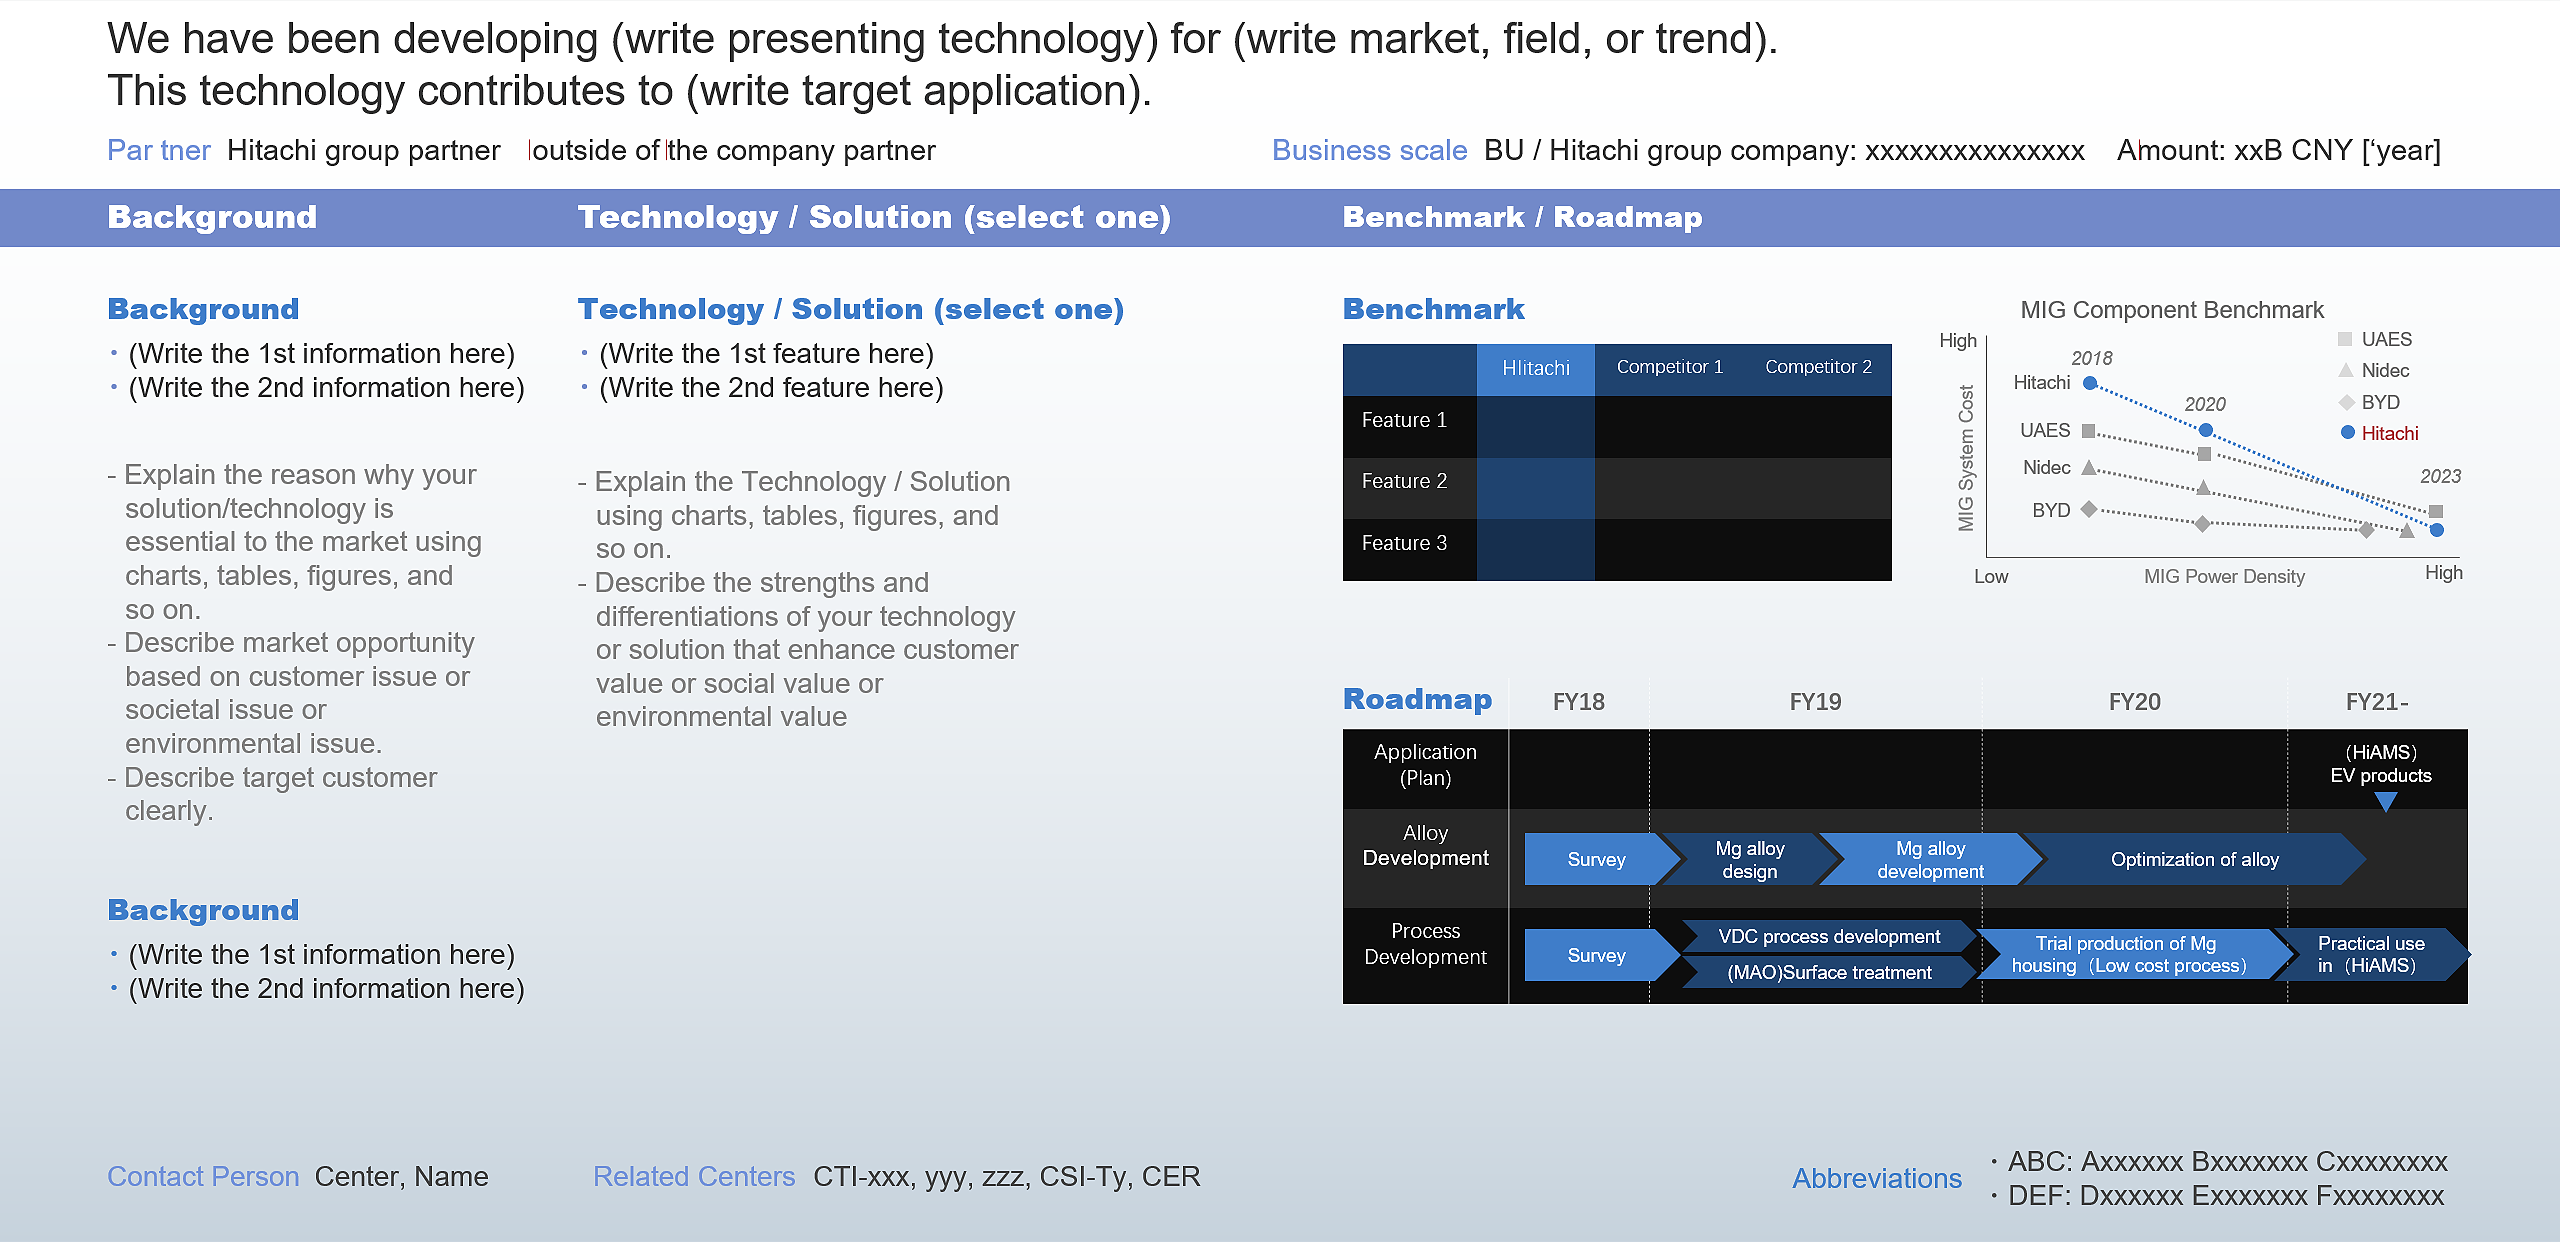 We have been developing (write presenting technology) for (write market, field, or trend).
This technology contributes to (write target application).
Par tner Hitachi group partner |outside of the company partner
Business scale BU / Hitachi group company: xxxxxxxxxxxxxxx Amount: xxB CNY [‘year]
Background
Technology / Solution (select one)
Benchmark / Roadmap
Background
・(Write the 1st information here)
・(Write the 2nd information here)
- Explain the reason why your
solution/technology is
essential to the market using
charts, tables, figures, and
so on.
- Describe market opportunity
based on customer issue or
societal issue or
environmental issue.
- Describe target customer
clearly.
Background
・(Write the 1st information here)
・(Write the 2nd information here)
Technology / Solution (select one)
・(Write the 1st feature here)
・(Write the 2nd feature here)
- Explain the Technology / Solution
using charts, tables, figures, and
so on.
- Describe the strengths and
differentiations of your technology
or solution that enhance customer
value or social value or
environmental value
Benchmark
HIitachi Competitor 1 Competitor 2
Feature 1
Feature 2
Feature 3
MIG Component Benchmark
High
MIG System Cost
2018
Hitachi
2020
UAES
Nidec
BYD
2023
UAES
Nidec
BYD
Hitachi
Low MIG Power Density High
Roadmap FY18 FY19 FY20 FY21-
Application
(Plan)
(HiAMS)
EV products
Alloy
Development
Survey
Mg alloy
design
Mg alloy
development
Optimization of alloy
Process
Development
Survey
VDC process development
(MAO)Surface treatment
Trial production of Mg
housing（Low cost process）
Practical use
in（HiAMS）
Contact Person Center, Name
Related Centers CTI-xxx, yyy, zzz, CSI-Ty, CER
Abbreviations
・ABC: Axxxxxx Bxxxxxxx Cxxxxxxxx
・DEF: Dxxxxxx Exxxxxxx Fxxxxxxxx